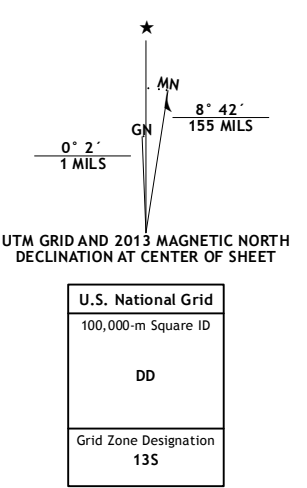 ★
MN
GN
8° 42´
155 MILS
0° 2´
1 MILS
UTM GRID AND 2013 MAGNETIC NORTH
DECLINATION AT CENTER OF SHEET
U.S. National Grid
100,000-m Square ID
DD
Grid Zone Designation
13S